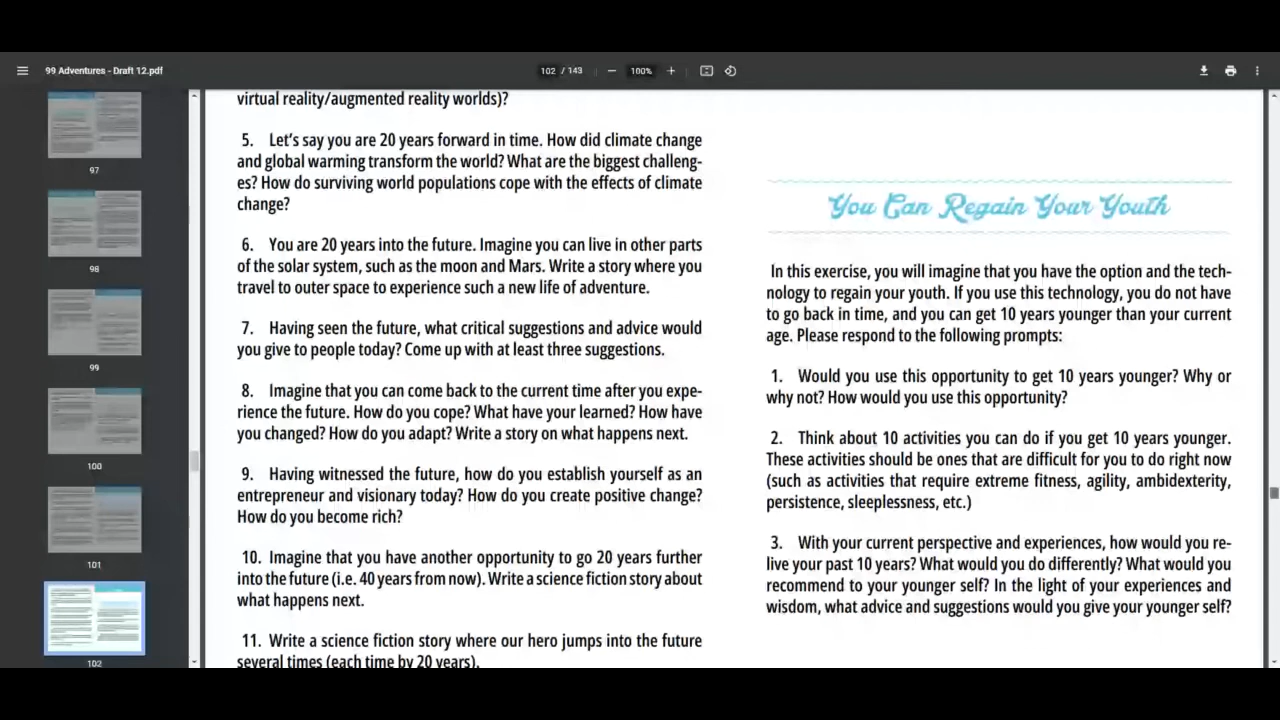 99 Adventures - Draft 12.pdf
102 / 143
100%
97
98
99
100
101
102
virtual reality/augmented reality worlds)?
5. Let's say you are 20 years forward in time. How did climate change
and global warming transform the world? What are the biggest challeng-
es? How do surviving world populations cope with the effects of climate
change?
6. You are 20 years into the future. Imagine you can live in other parts
of the solar system, such as the moon and Mars. Write a story where you
travel to outer space to experience such a new life of adventure.
7. Having seen the future, what critical suggestions and advice would
you give to people today? Come up with at least three suggestions.
8. Imagine that you can come back to the current time after you expe-
rience the future. How do you cope? What have your learned? How have
you changed? How do you adapt? Write a story on what happens next.
9. Having witnessed the future, how do you establish yourself as an
entrepreneur and visionary today? How do you create positive change?
How do you become rich?
10. Imagine that you have another opportunity to go 20 years further
into the future (i.e. 40 years from now). Write a science fiction story about
what happens next.
11. Write a science fiction story where our hero jumps into the future
several times (each time by 20 years).
You Can Regain Your Youth
In this exercise, you will imagine that you have the option and the tech-
nology to regain your youth. If you use this technology, you do not have
to go back in time, and you can get 10 years younger than your current
age. Please respond to the following prompts:
1. Would you use this opportunity to get 10 years younger? Why or
why not? How would you use this opportunity?
2. Think about 10 activities you can do if you get 10 years younger.
These activities should be ones that are difficult for you to do right now
(such as activities that require extreme fitness, agility, ambidexterity,
persistence, sleeplessness, etc.)
3. With your current perspective and experiences, how would you re-
live your past 10 years? What would you do differently? What would you
recommend to your younger self? In the light of your experiences and
wisdom, what advice and suggestions would you give your younger self?